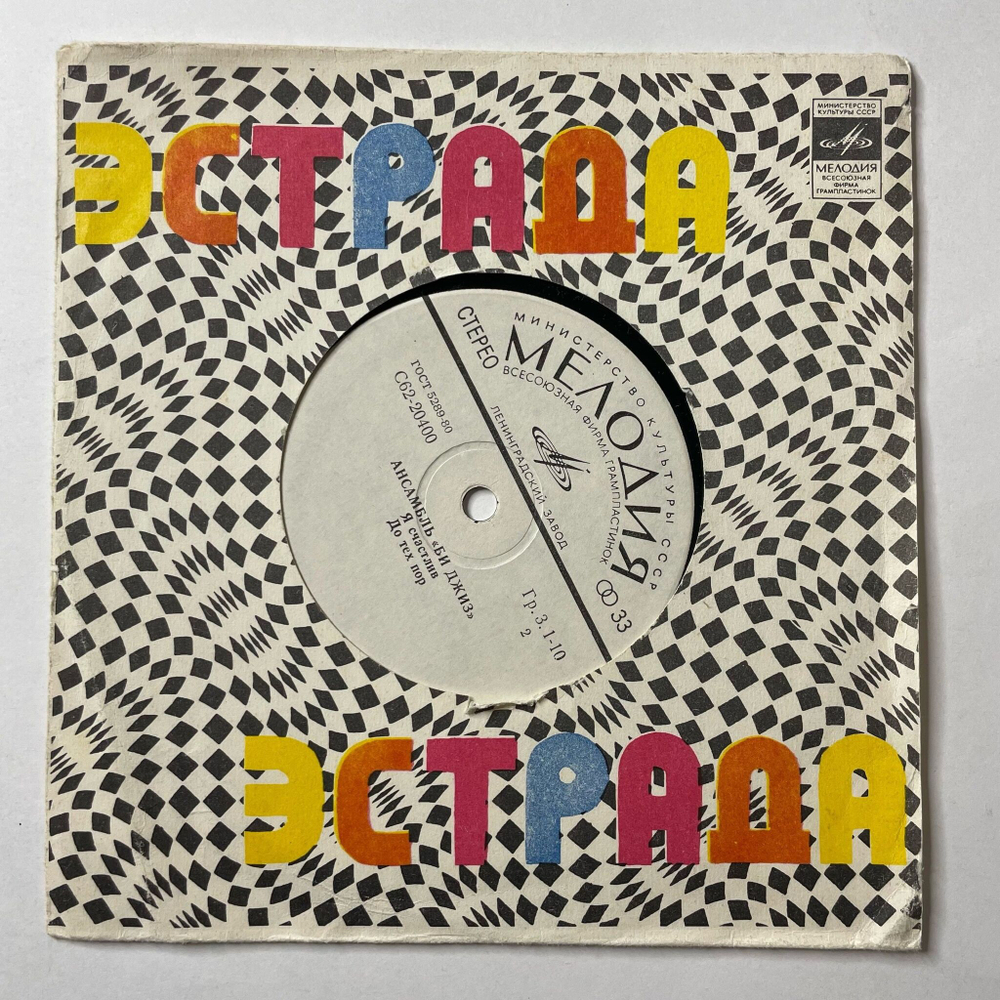 ЭСТРАДА
МИНИСТЕРСТВО
КУЛЬТУРЫ СССР
МЕЛОДИЯ
ВСЕСОЮЗНАЯ
ФИРМА
ГРАМПЛАСТИНОК
МИНИСТЕРСТВО КУЛЬТУРЫ СССР
МЕЛОДИЯ
ВСЕСОЮЗНАЯ ФИРМА ГРАМПЛАСТИНОК
ЛЕНИНГРАДСКИЙ ЗАВОД
СТЕРЕО
33
ГОСТ 5289-80
С62-20400
Гр. 3. 1-10
2
АНСАМБЛЬ «БИ ДЖИЗ»
Я счастлив
До тех пор
ЭСТРАДА